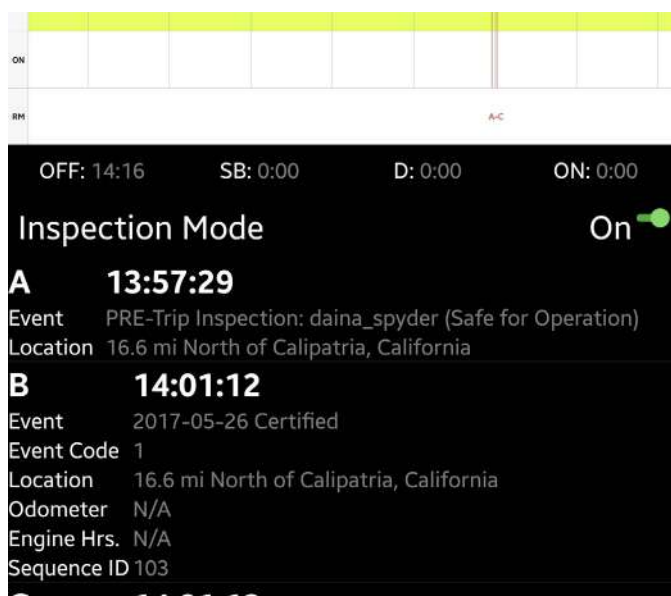 ON
RM
A-C
OFF: 14:16 SB: 0:00 D: 0:00 ON: 0:00
Inspection Mode On
A 13:57:29
Event PRE-Trip Inspection: daina_spyder (Safe for Operation)
Location 16.6 mi North of Calipatria, California
B 14:01:12
Event 2017-05-26 Certified
Event Code 1
Location 16.6 mi North of Calipatria, California
Odometer N/A
Engine Hrs. N/A
Sequence ID 103